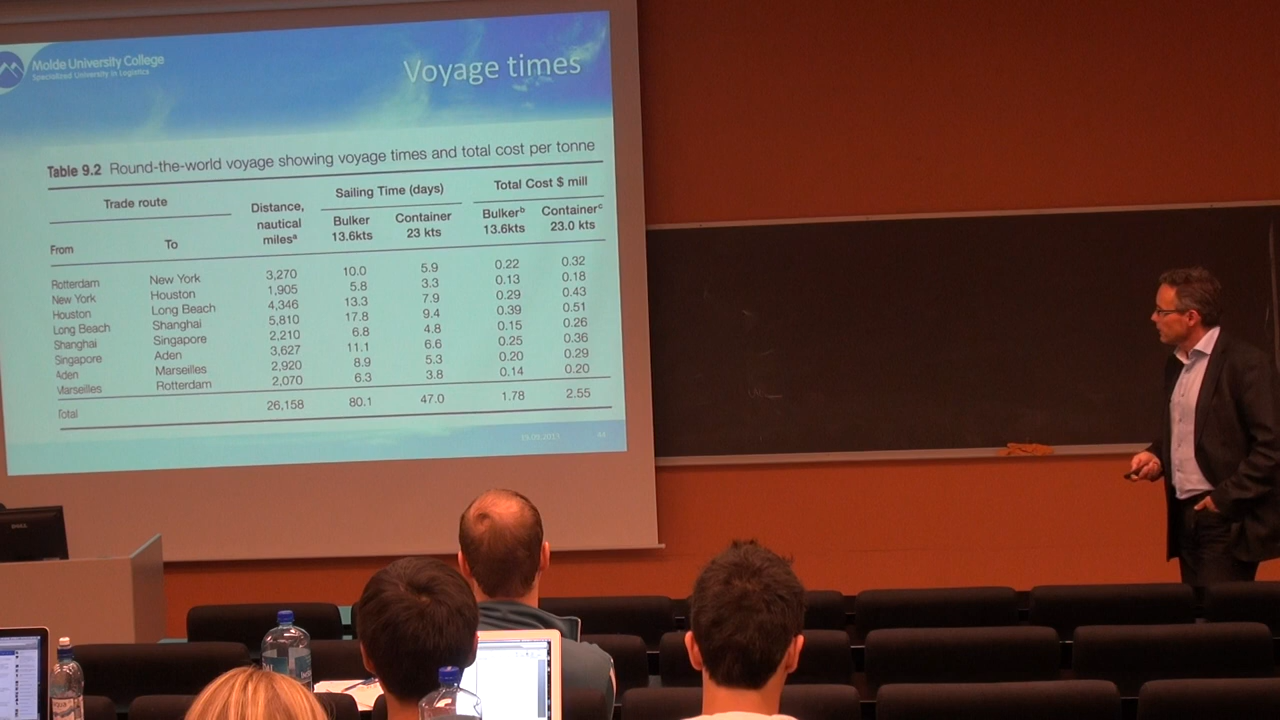 Molde University College
Specialized University in Logistics
Voyage times
Table 9.2 Round-the-world voyage showing voyage times and total cost per tonne
Trade route Distance, nautical milesᵃ Sailing Time (days) Total Cost $ mill
From To Bulker 13.6kts Container 23 kts Bulkerᵇ 13.6kts Containerᶜ 23.0 kts
Rotterdam New York 3,270 10.0 5.9 0.22 0.32
New York Houston 1,905 5.8 3.3 0.13 0.18
Houston Long Beach 4,346 13.3 7.9 0.29 0.43
Long Beach Shanghai 5,810 17.8 9.4 0.39 0.51
Shanghai Singapore 2,210 6.8 4.8 0.15 0.26
Singapore Aden 3,627 11.1 6.6 0.25 0.36
Aden Marseilles 2,920 8.9 5.3 0.20 0.29
Marseilles Rotterdam 2,070 6.3 3.8 0.14 0.20
Total 26,158 80.1 47.0 1.78 2.55
DELL